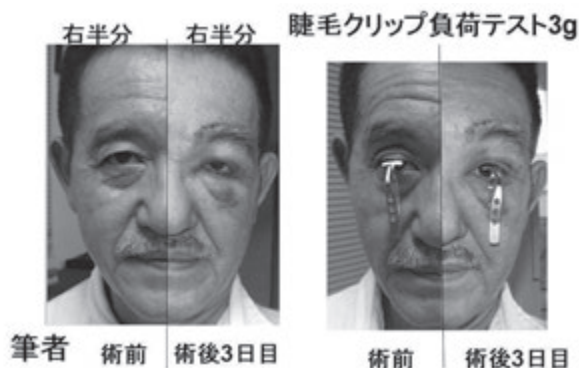 右半分 右半分
睫毛クリップ負荷テスト3g
筆者 術前 術後3日目
術前 術後3日目